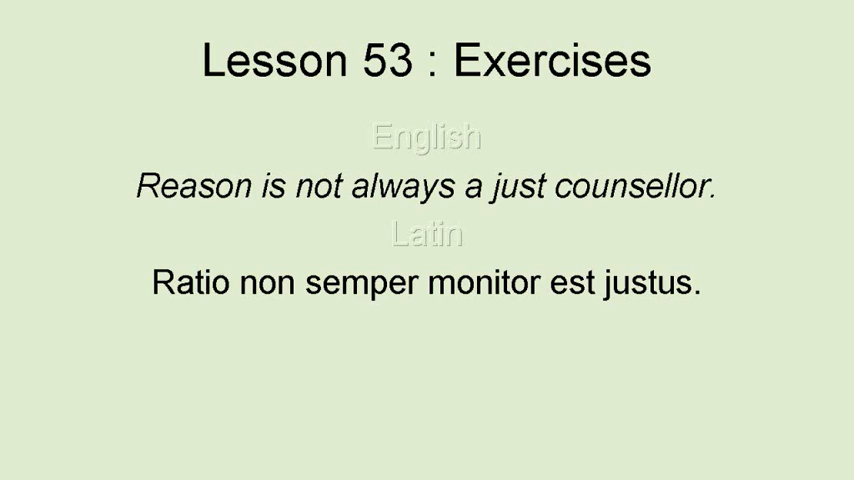 Lesson 53 : Exercises
English
Reason is not always a just counsellor.
Latin
Ratio non semper monitor est justus.